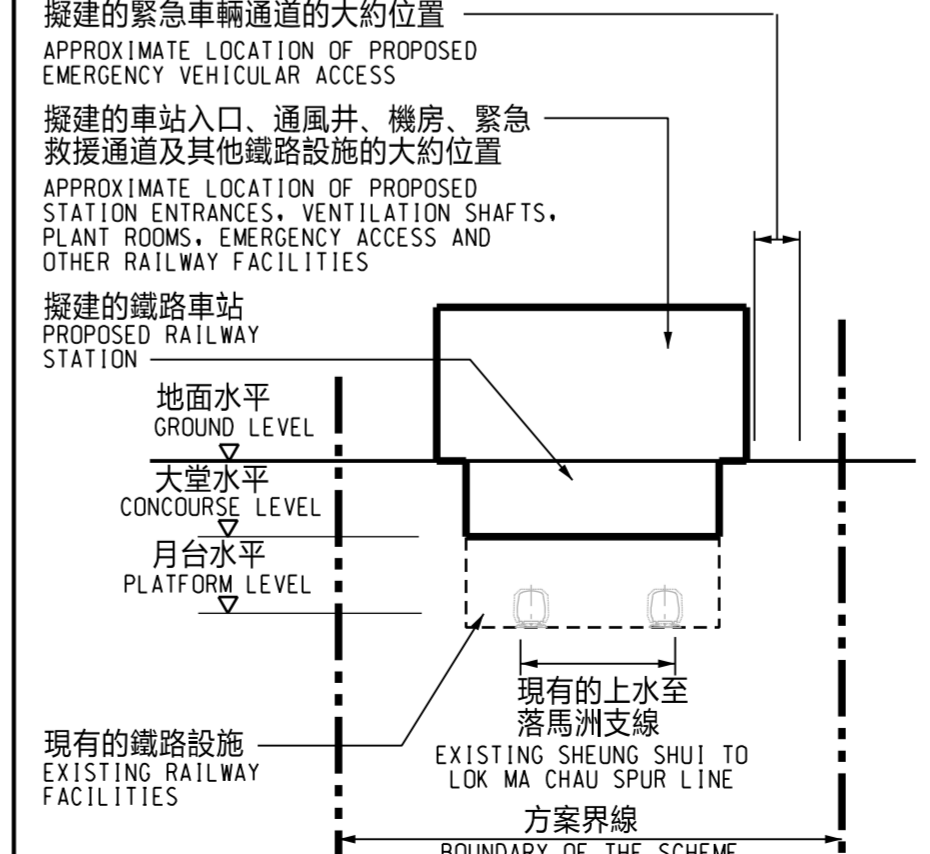 擬建的緊急車輛通道的大約位置
APPROXIMATE LOCATION OF PROPOSED
EMERGENCY VEHICULAR ACCESS
擬建的車站入口、通風井、機房、緊急
救援通道及其他鐵路設施的大約位置
APPROXIMATE LOCATION OF PROPOSED
STATION ENTRANCES, VENTILATION SHAFTS,
PLANT ROOMS, EMERGENCY ACCESS AND
OTHER RAILWAY FACILITIES
擬建的鐵路車站
PROPOSED RAILWAY
STATION
地面水平
GROUND LEVEL
大堂水平
CONCOURSE LEVEL
月台水平
PLATFORM LEVEL
現有的上水至
落馬洲支線
EXISTING SHEUNG SHUI TO
LOK MA CHAU SPUR LINE
現有的鐵路設施
EXISTING RAILWAY
FACILITIES
方案界線
BOUNDARY OF THE SCHEME